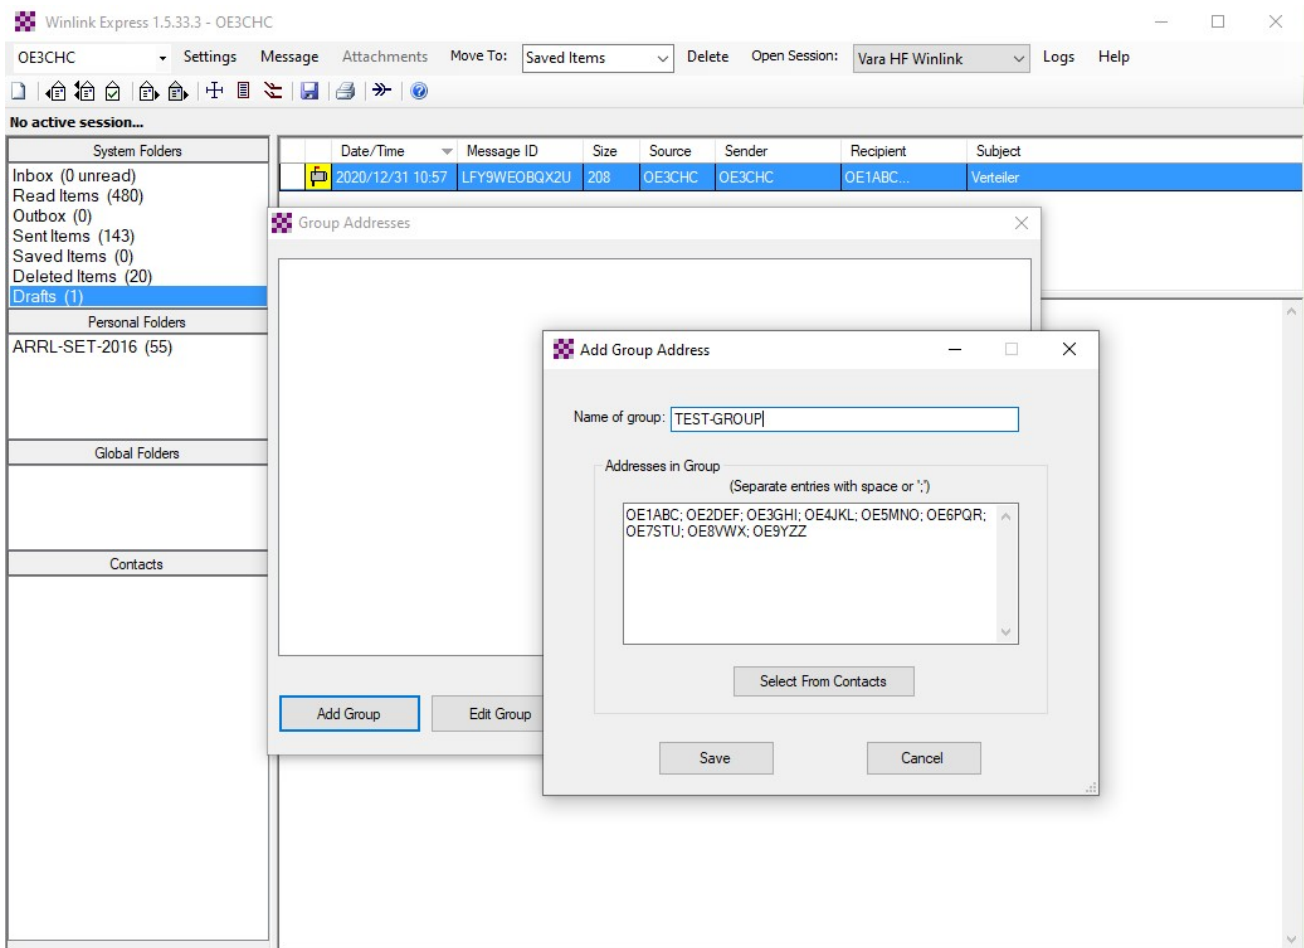 Winlink Express 1.5.33.3 - OE3CHC
OE3CHC Settings Message Attachments Move To: Saved Items Delete Open Session: Vara HF Winlink Logs Help
No active session...
System Folders
Inbox (0 unread)
Read Items (480)
Outbox (0)
Sent Items (143)
Saved Items (0)
Deleted Items (20)
Drafts (1)
Personal Folders
ARRL-SET-2016 (55)
Global Folders
Contacts
Date/Time Message ID Size Source Sender Recipient Subject
2020/12/31 10:57 LFY9WEOBQX2U 208 OE3CHC OE3CHC OE1ABC... Verteiler
Group Addresses
Add Group Edit Group
Add Group Address
Name of group: TEST-GROUP
Addresses in Group
(Separate entries with space or ';')
OE1ABC; OE2DEF; OE3GHI; OE4JKL; OE5MNO; OE6PQR;
OE7STU; OE8VWX; OE9YZZ
Select From Contacts
Save Cancel